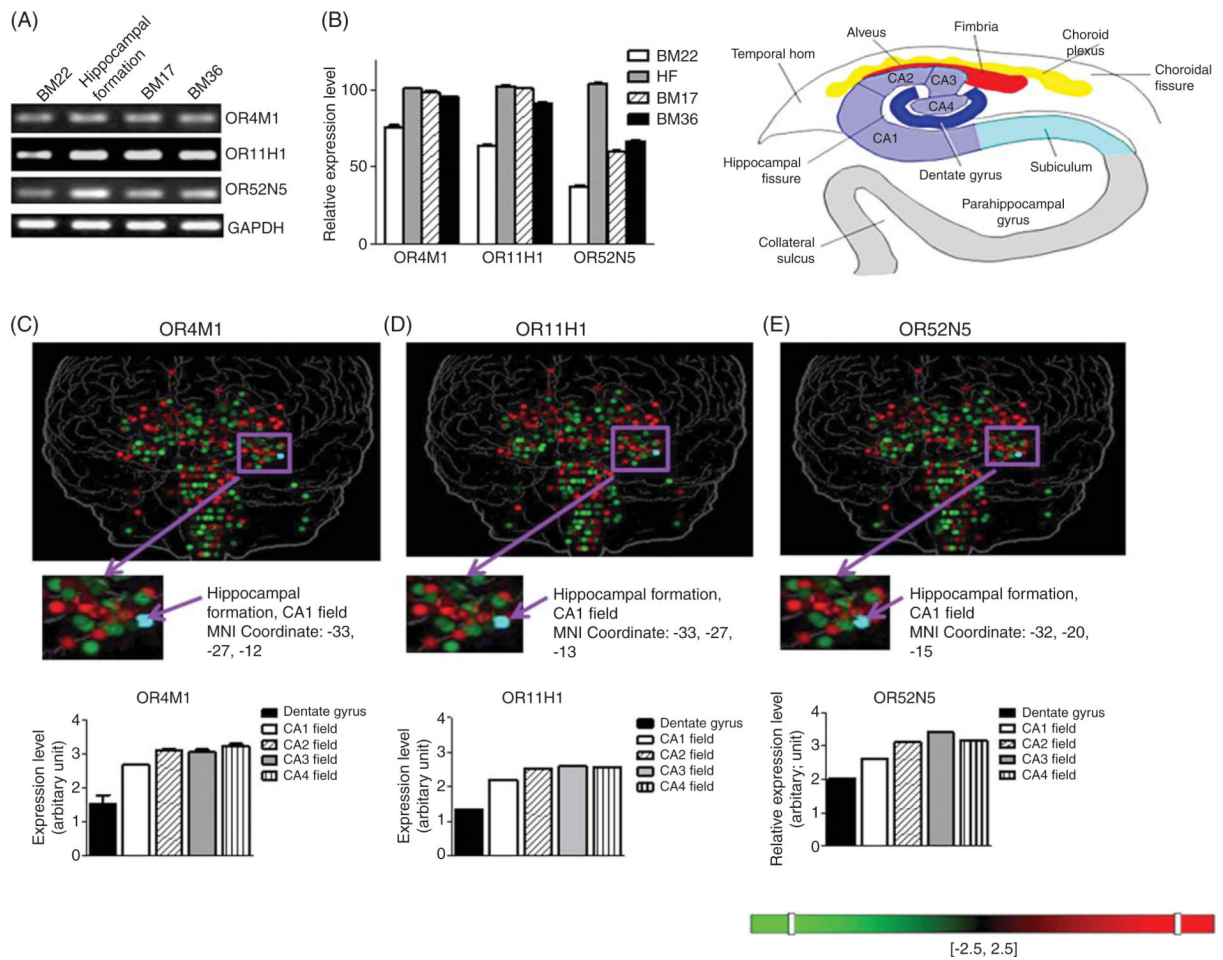 (A)
BM22
Hippocampal
formation
BM17
BM36
OR4M1
OR11H1
OR52N5
GAPDH
(B)
Relative expression level
100
50
0
OR4M1
OR11H1
OR52N5
BM22
HF
BM17
BM36
Temporal hom
Alveus
Fimbria
Choroid
plexus
Choroidal
fissure
CA2
CA3
CA4
CA1
Hippocampal
fissure
Dentate gyrus
Subiculum
Parahippocampal
gyrus
Collateral
sulcus
(C)
OR4M1
Hippocampal
formation, CA1 field
MNI Coordinate: -33,
-27, -12
OR4M1
Expression level
(arbitary unit)
4
3
2
1
0
Dentate gyrus
CA1 field
CA2 field
CA3 field
CA4 field
(D)
OR11H1
Hippocampal formation,
CA1 field
MNI Coordinate: -33, -27,
-13
OR11H1
Expression level
(arbitary unit)
4
3
2
1
0
Dentate gyrus
CA1 field
CA2 field
CA3 field
CA4 field
(E)
OR52N5
Hippocampal formation,
CA1 field
MNI Coordinate: -32, -20,
-15
OR52N5
Relative expression level
(arbitary; unit)
4
3
2
1
0
Dentate gyrus
CA1 field
CA2 field
CA3 field
CA4 field
[-2.5, 2.5]